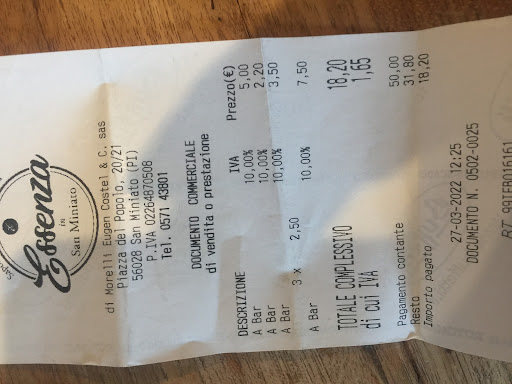 Essenza
in
San Miniato
di Morelli Eugen Costel & C. sas
Piazza del Popolo, 20/21
56028 San Miniato (PI)
P.IVA 02264870508
Tel. 0571 43801
DOCUMENTO COMMERCIALE
di vendita o prestazione
DESCRIZIONE IVA Prezzo(€)
A Bar 10,00% 5,00
A Bar 10,00% 2,20
A Bar 10,00% 3,50
3 x 2,50
A Bar 10,00% 7,50
TOTALE COMPLESSIVO 18,20
di cui IVA 1,65
Pagamento contante 50,00
Resto 31,80
Importo pagato 18,20
27-03-2022 12:25
DOCUMENTO N. 0502-0025